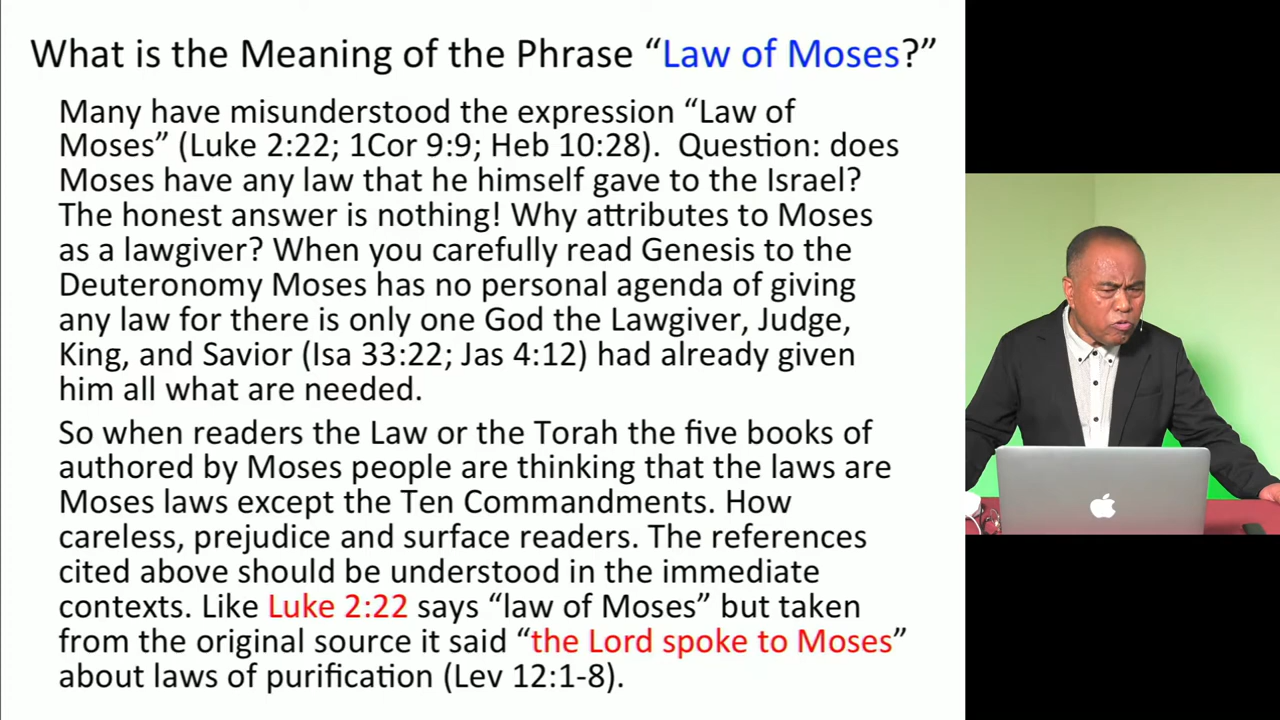 What is the Meaning of the Phrase “Law of Moses?”
Many have misunderstood the expression “Law of
Moses” (Luke 2:22; 1Cor 9:9; Heb 10:28).  Question: does
Moses have any law that he himself gave to the Israel?
The honest answer is nothing! Why attributes to Moses
as a lawgiver? When you carefully read Genesis to the
Deuteronomy Moses has no personal agenda of giving
any law for there is only one God the Lawgiver, Judge,
King, and Savior (Isa 33:22; Jas 4:12) had already given
him all what are needed.
So when readers the Law or the Torah the five books of
authored by Moses people are thinking that the laws are
Moses laws except the Ten Commandments. How
careless, prejudice and surface readers. The references
cited above should be understood in the immediate
contexts. Like Luke 2:22 says “law of Moses” but taken
from the original source it said “the Lord spoke to Moses”
about laws of purification (Lev 12:1-8).